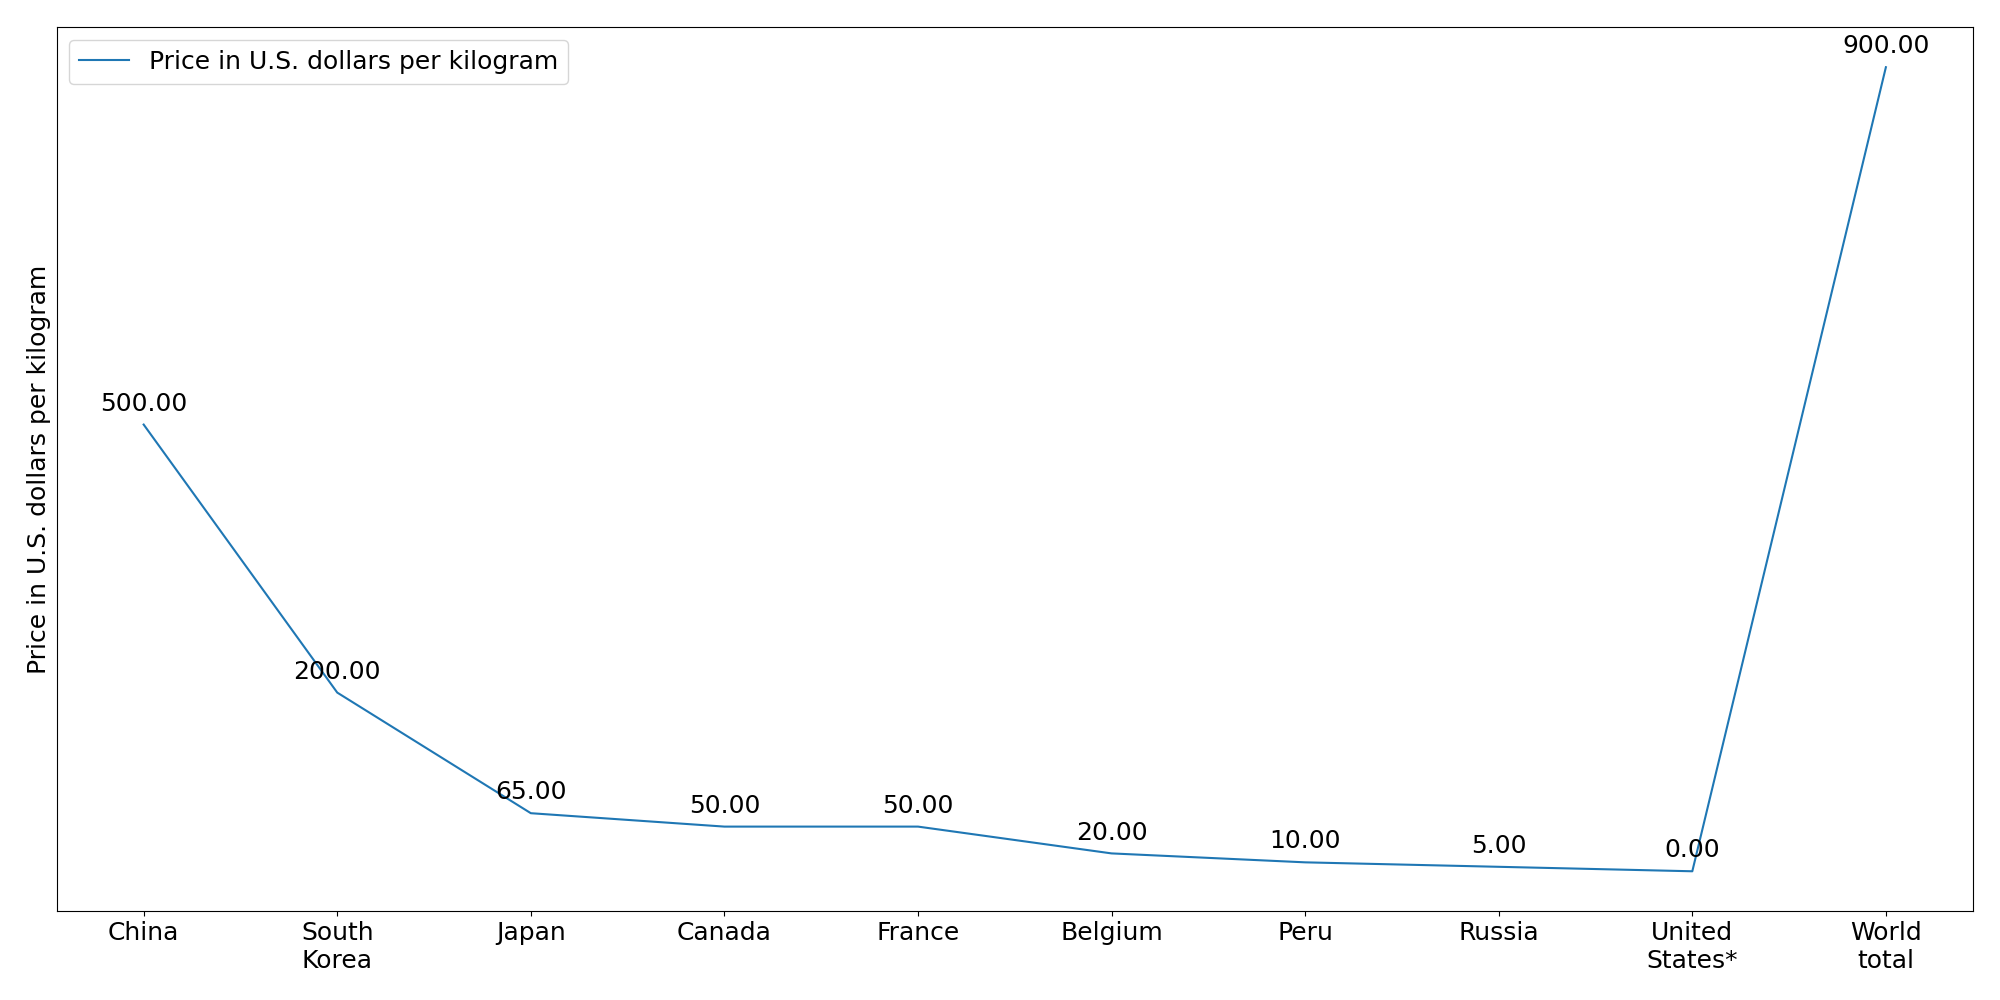 Price in U.S. dollars per kilogram
Price in U.S. dollars per kilogram
900.00
500.00
200.00
65.00
50.00
50.00
20.00
10.00
5.00
0.00
China
South
Korea
Japan
Canada
France
Belgium
Peru
Russia
United
States*
World
total